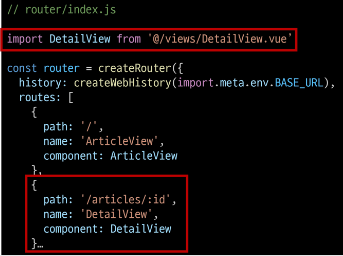 // router/index.js
import DetailView from '@/views/DetailView.vue'
const router = createRouter({
history: createWebHistory(import.meta.env.BASE_URL),
routes: [
{
path: '/',
name: 'ArticleView',
component: ArticleView
},
{
path: '/articles/:id',
name: 'DetailView',
component: DetailView
}…